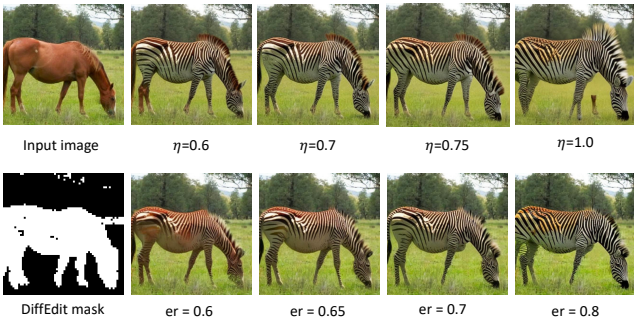 Input image
η=0.6
η=0.7
η=0.75
η=1.0
DiffEdit mask
er = 0.6
er = 0.65
er = 0.7
er = 0.8